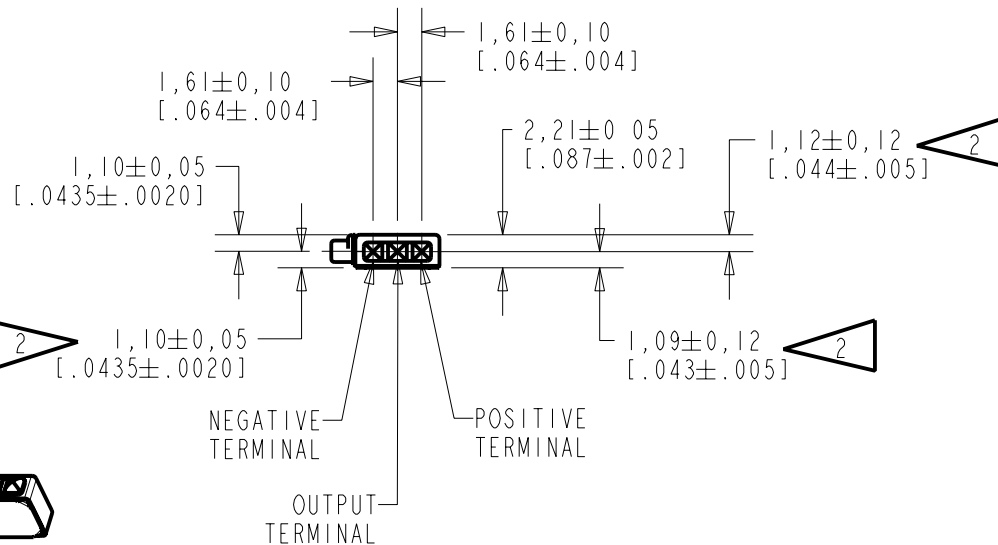 1,61±0,10
[.064±.004]
1,61±0,10
[.064±.004]
2,21±0 05
[.087±.002]
1,12±0,12
[.044±.005]
2
1,10±0,05
[.0435±.0020]
2
1,10±0,05
[.0435±.0020]
1,09±0,12
[.043±.005]
2
NEGATIVE
TERMINAL
POSITIVE
TERMINAL
OUTPUT
TERMINAL